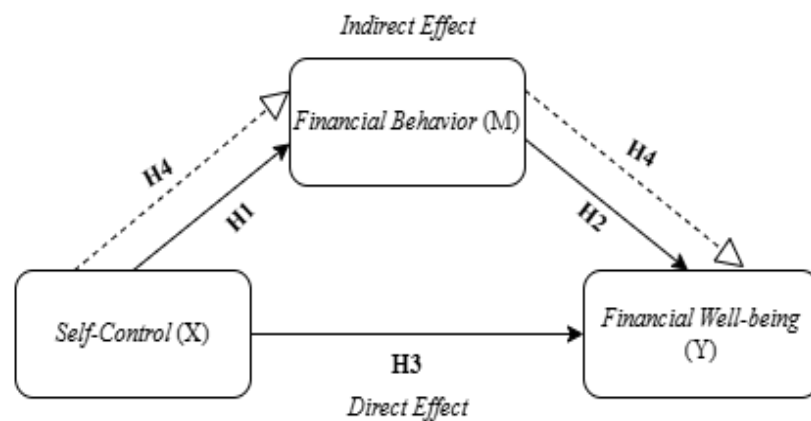 Indirect Effect
Financial Behavior (M)
H4
H4
H1
H2
Self-Control (X)
Financial Well-being
(Y)
H3
Direct Effect